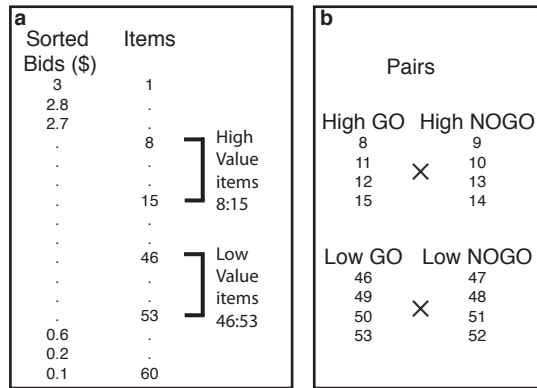 a
Sorted Items
Bids ($)
3 1
2.8 .
2.7 .
. 8
. .
. .
. 15
. .
. .
. 46
. .
. .
. 53
0.6 .
0.2 .
0.1 60
High
Value
items
8:15
Low
Value
items
46:53
b
Pairs
High GO High NOGO
8 9
11 10
12 × 13
15 14
Low GO Low NOGO
46 47
49 48
50 × 51
53 52